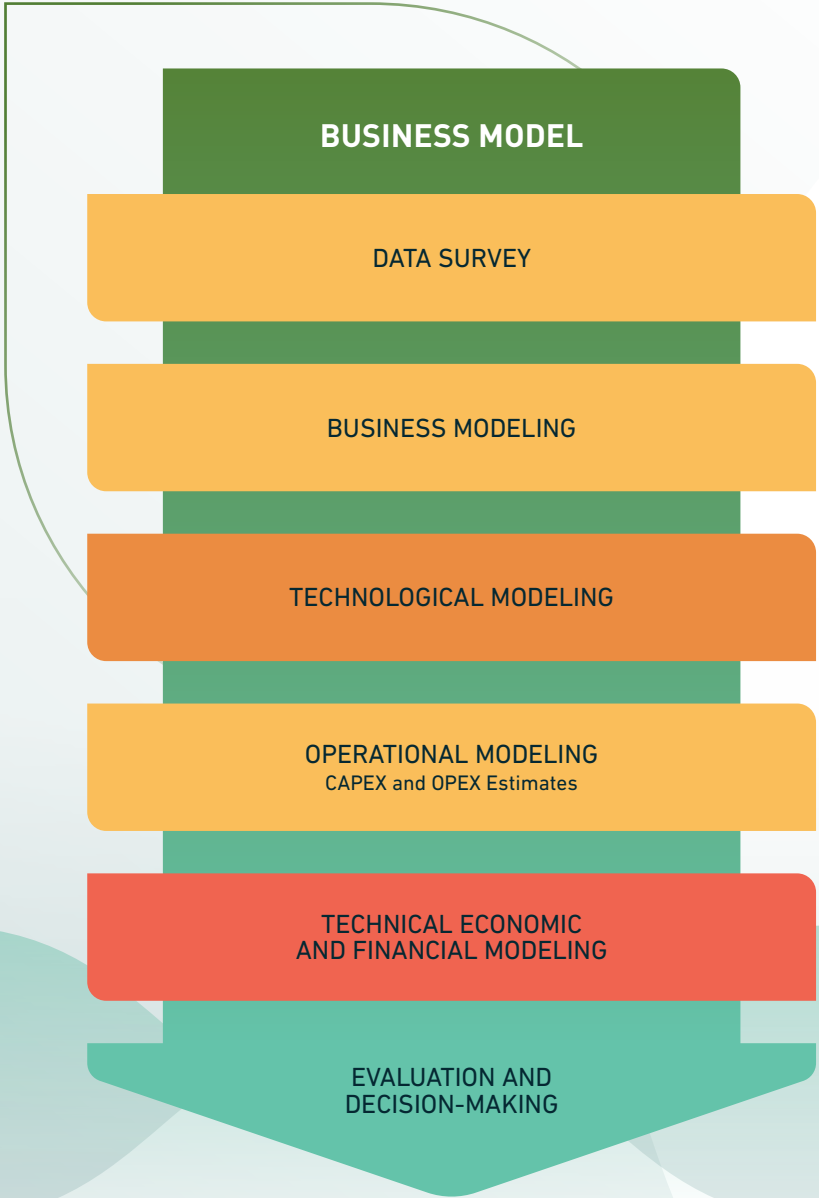 BUSINESS MODEL
DATA SURVEY
BUSINESS MODELING
TECHNOLOGICAL MODELING
OPERATIONAL MODELING
CAPEX and OPEX Estimates
TECHNICAL ECONOMIC
AND FINANCIAL MODELING
EVALUATION AND
DECISION-MAKING